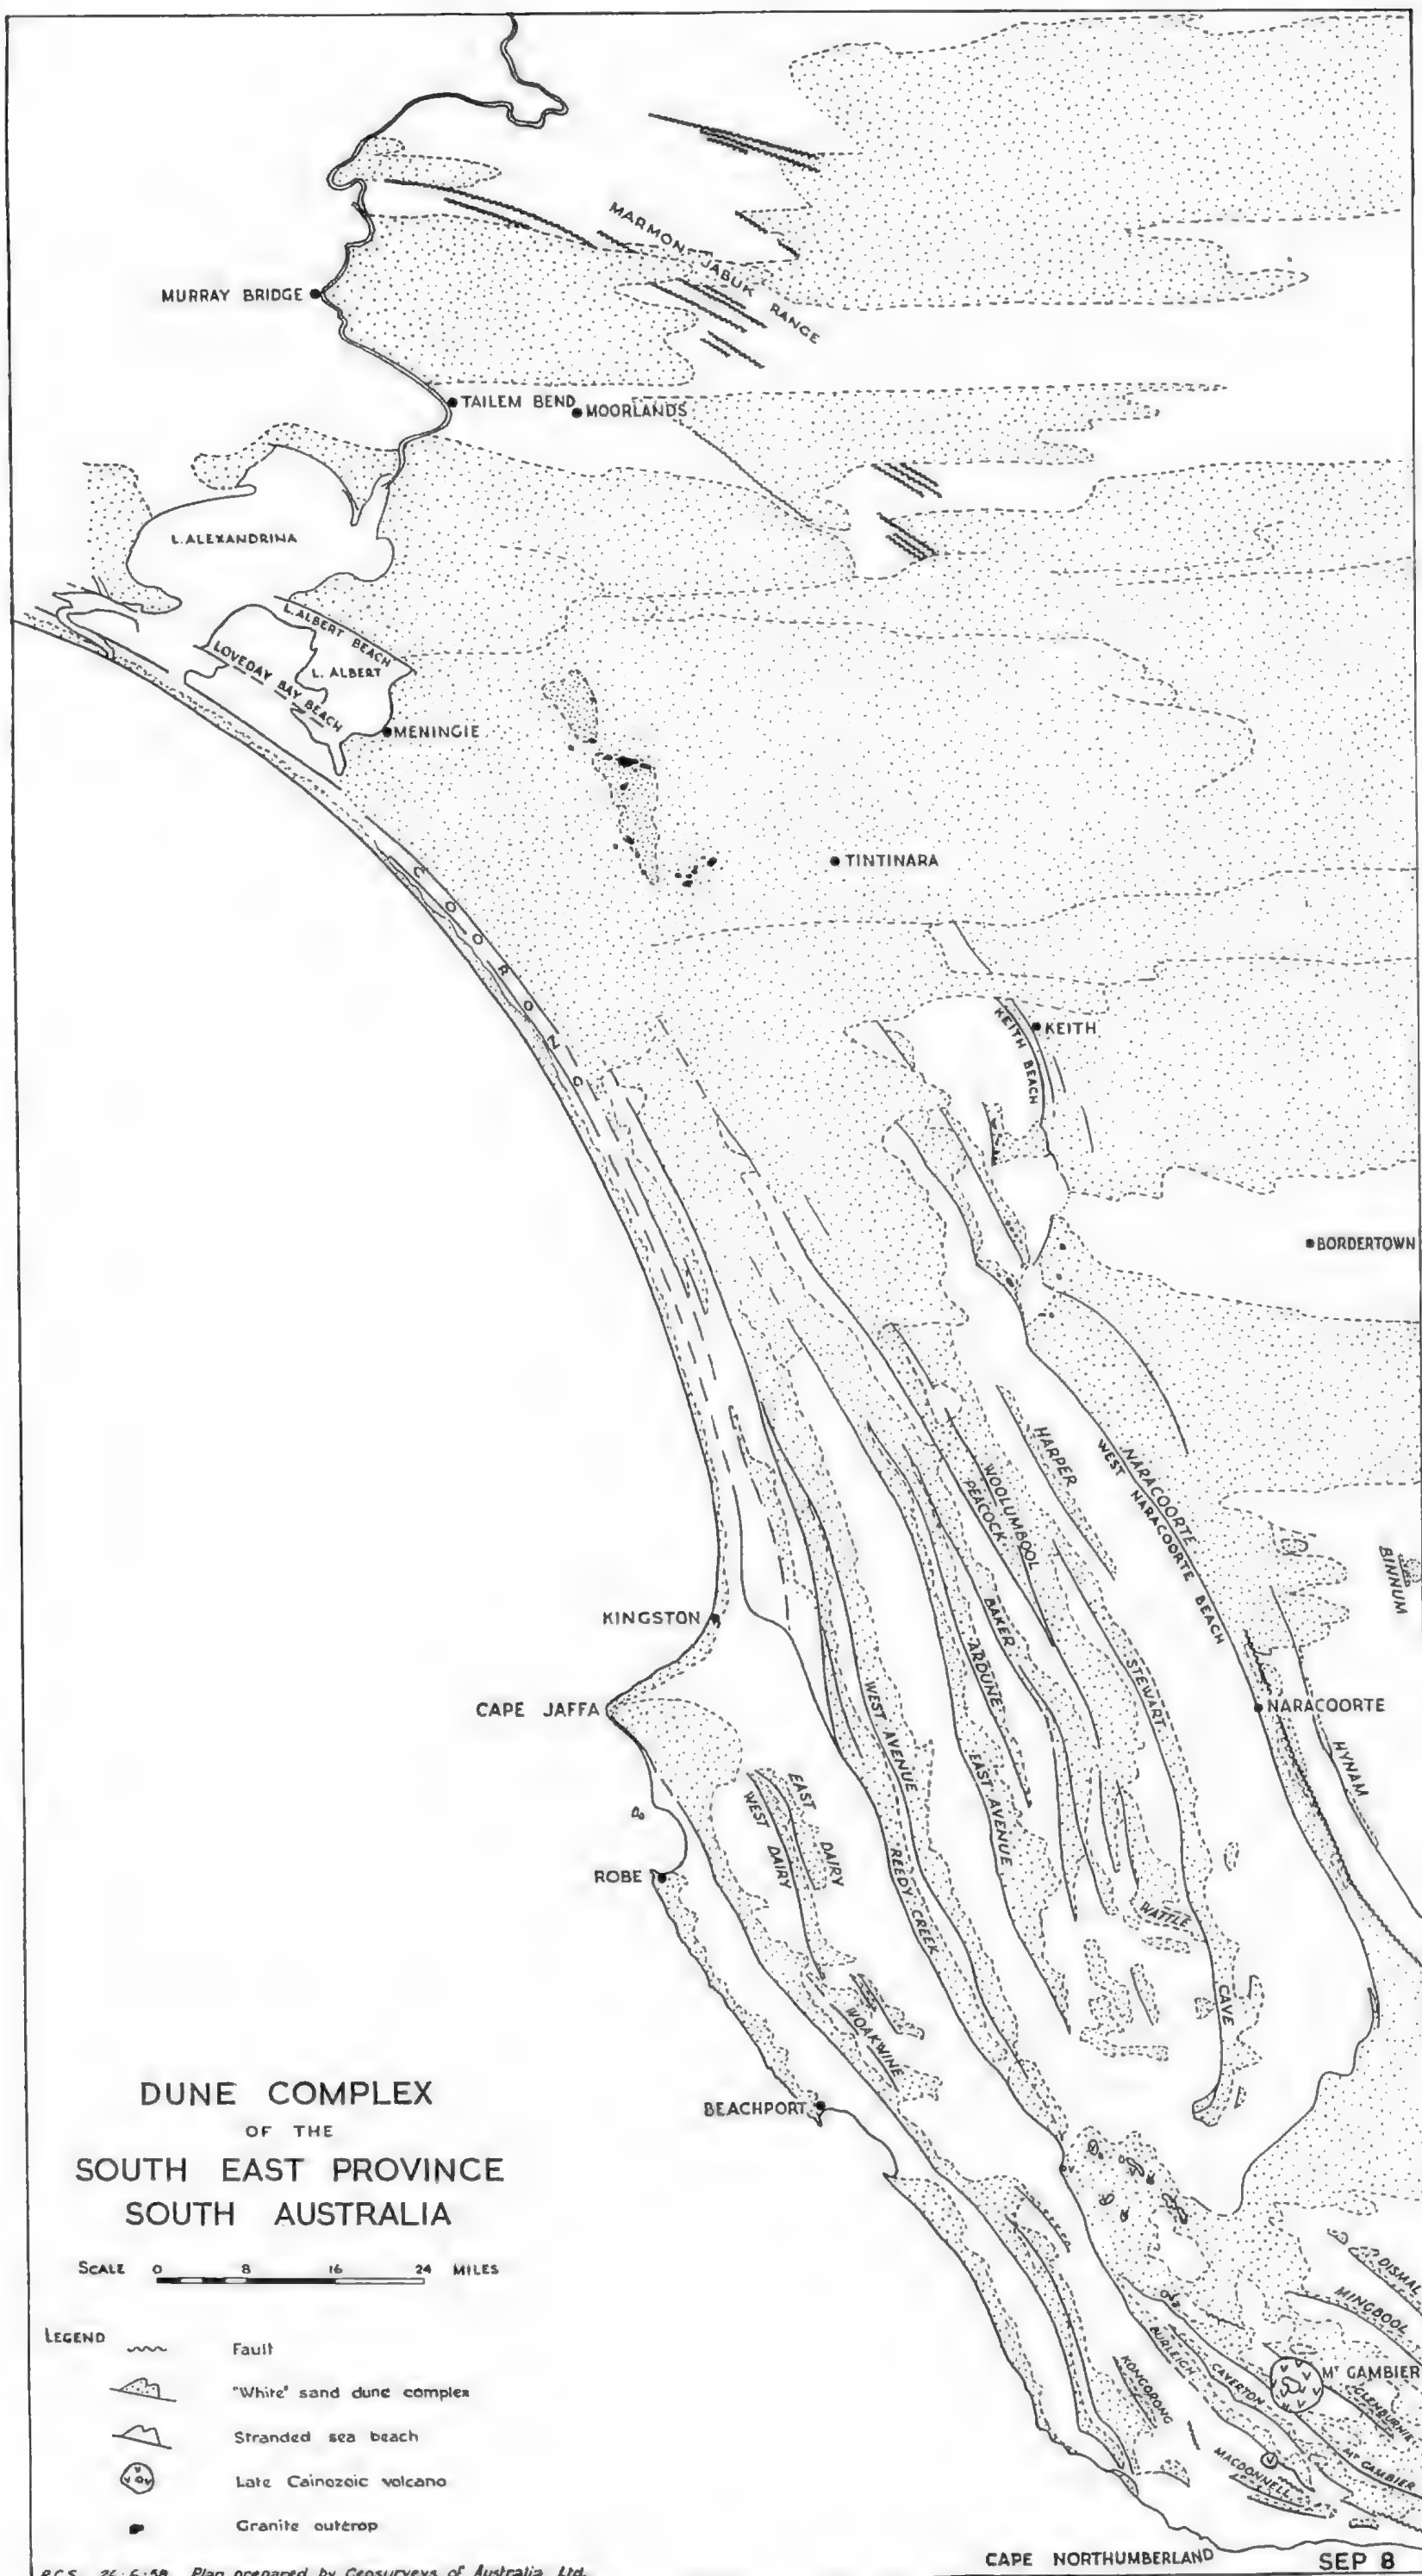 MARMON JABUK RANGE
MURRAY BRIDGE
TAILEM BEND
MOORLANDS
L. ALEXANDRINA
L. ALBERT BEACH
LOVEDAY BAY BEACH
L. ALBERT
MENINGIE
COORONG
TINTINARA
KEITH BEACH
KEITH
BORDERTOWN
HARPER
NARACOORTE
WEST NARACOORTE BEACH
WOOLUMBOOL
PEACOCK
BINNUM
KINGSTON
BAKER
ARDUNE
STEWART
WEST AVENUE
CAPE JAFFA
NARACOORTE
HYNAM
EAST AVENUE
EAST DAIRY
WEST DAIRY
REEDY CREEK
ROBE
WATTLE
CAVE
WOAKWINE
BEACHPORT
DUNE COMPLEX
OF THE
SOUTH EAST PROVINCE
SOUTH AUSTRALIA
SCALE 0 8 16 24 MILES
DISMAL
MINGBOOL
BURLEIGH
CAVERTON
MT GAMBIER
GLENBURNIE
KONGORONG
MT GAMBIER
MACDONNELL
LEGEND
Fault
"White" sand dune complex
Stranded sea beach
Late Cainozoic volcano
Granite outcrop
R.C.S. 26.6.58 Plan prepared by Geosurveys of Australia Ltd.
CAPE NORTHUMBERLAND
SEP 8